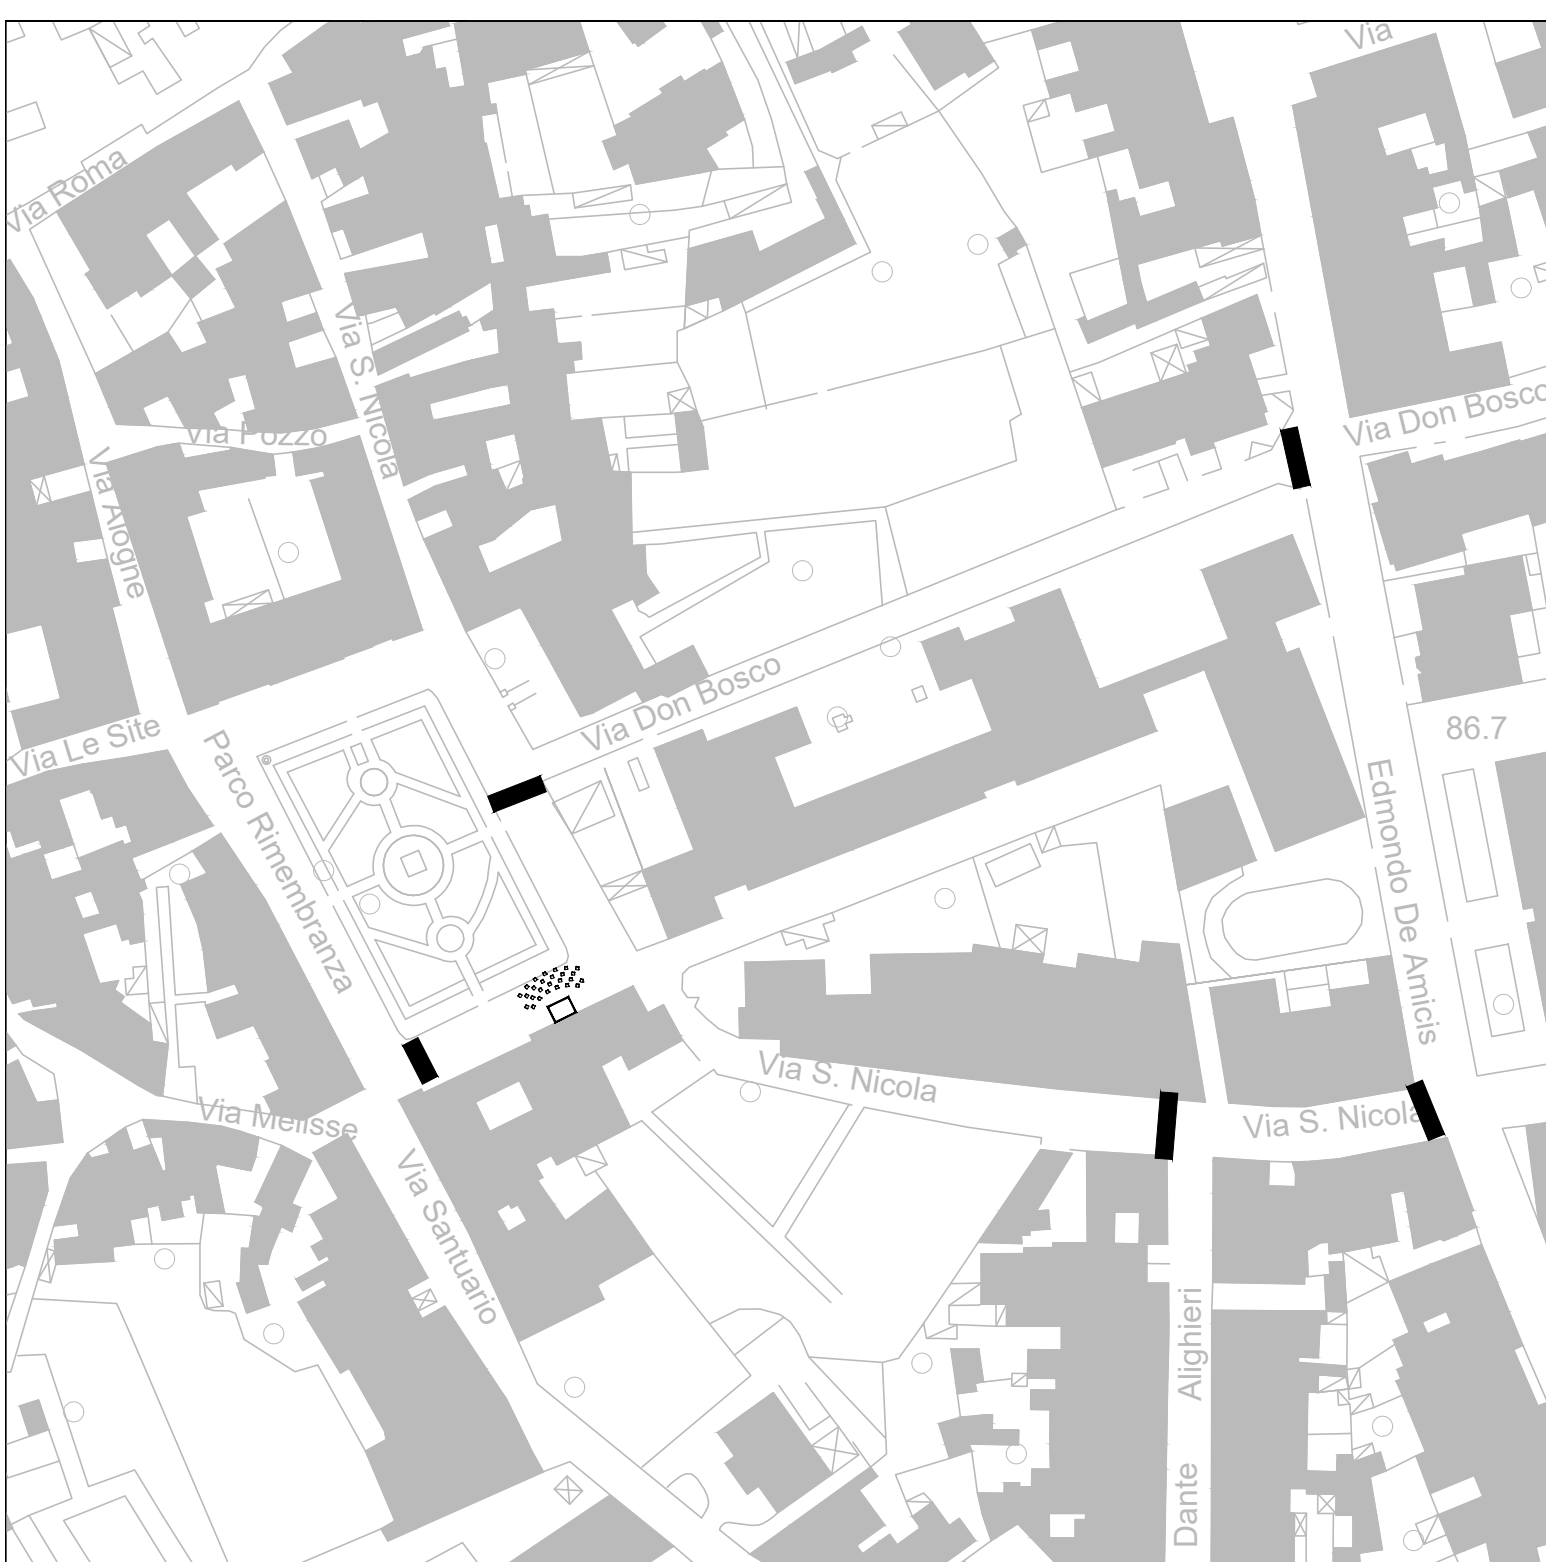 Via
Via Roma
Via S. Nicola
Via Don Bosco
Via Pozzo
Via Alogne
Via Don Bosco
Via Le Site
86.7
Parco Rimembranza
Edmondo De Amicis
Via S. Nicola
Via Melisse
Via S. Nicola
Via Santuario
Dante Alighieri